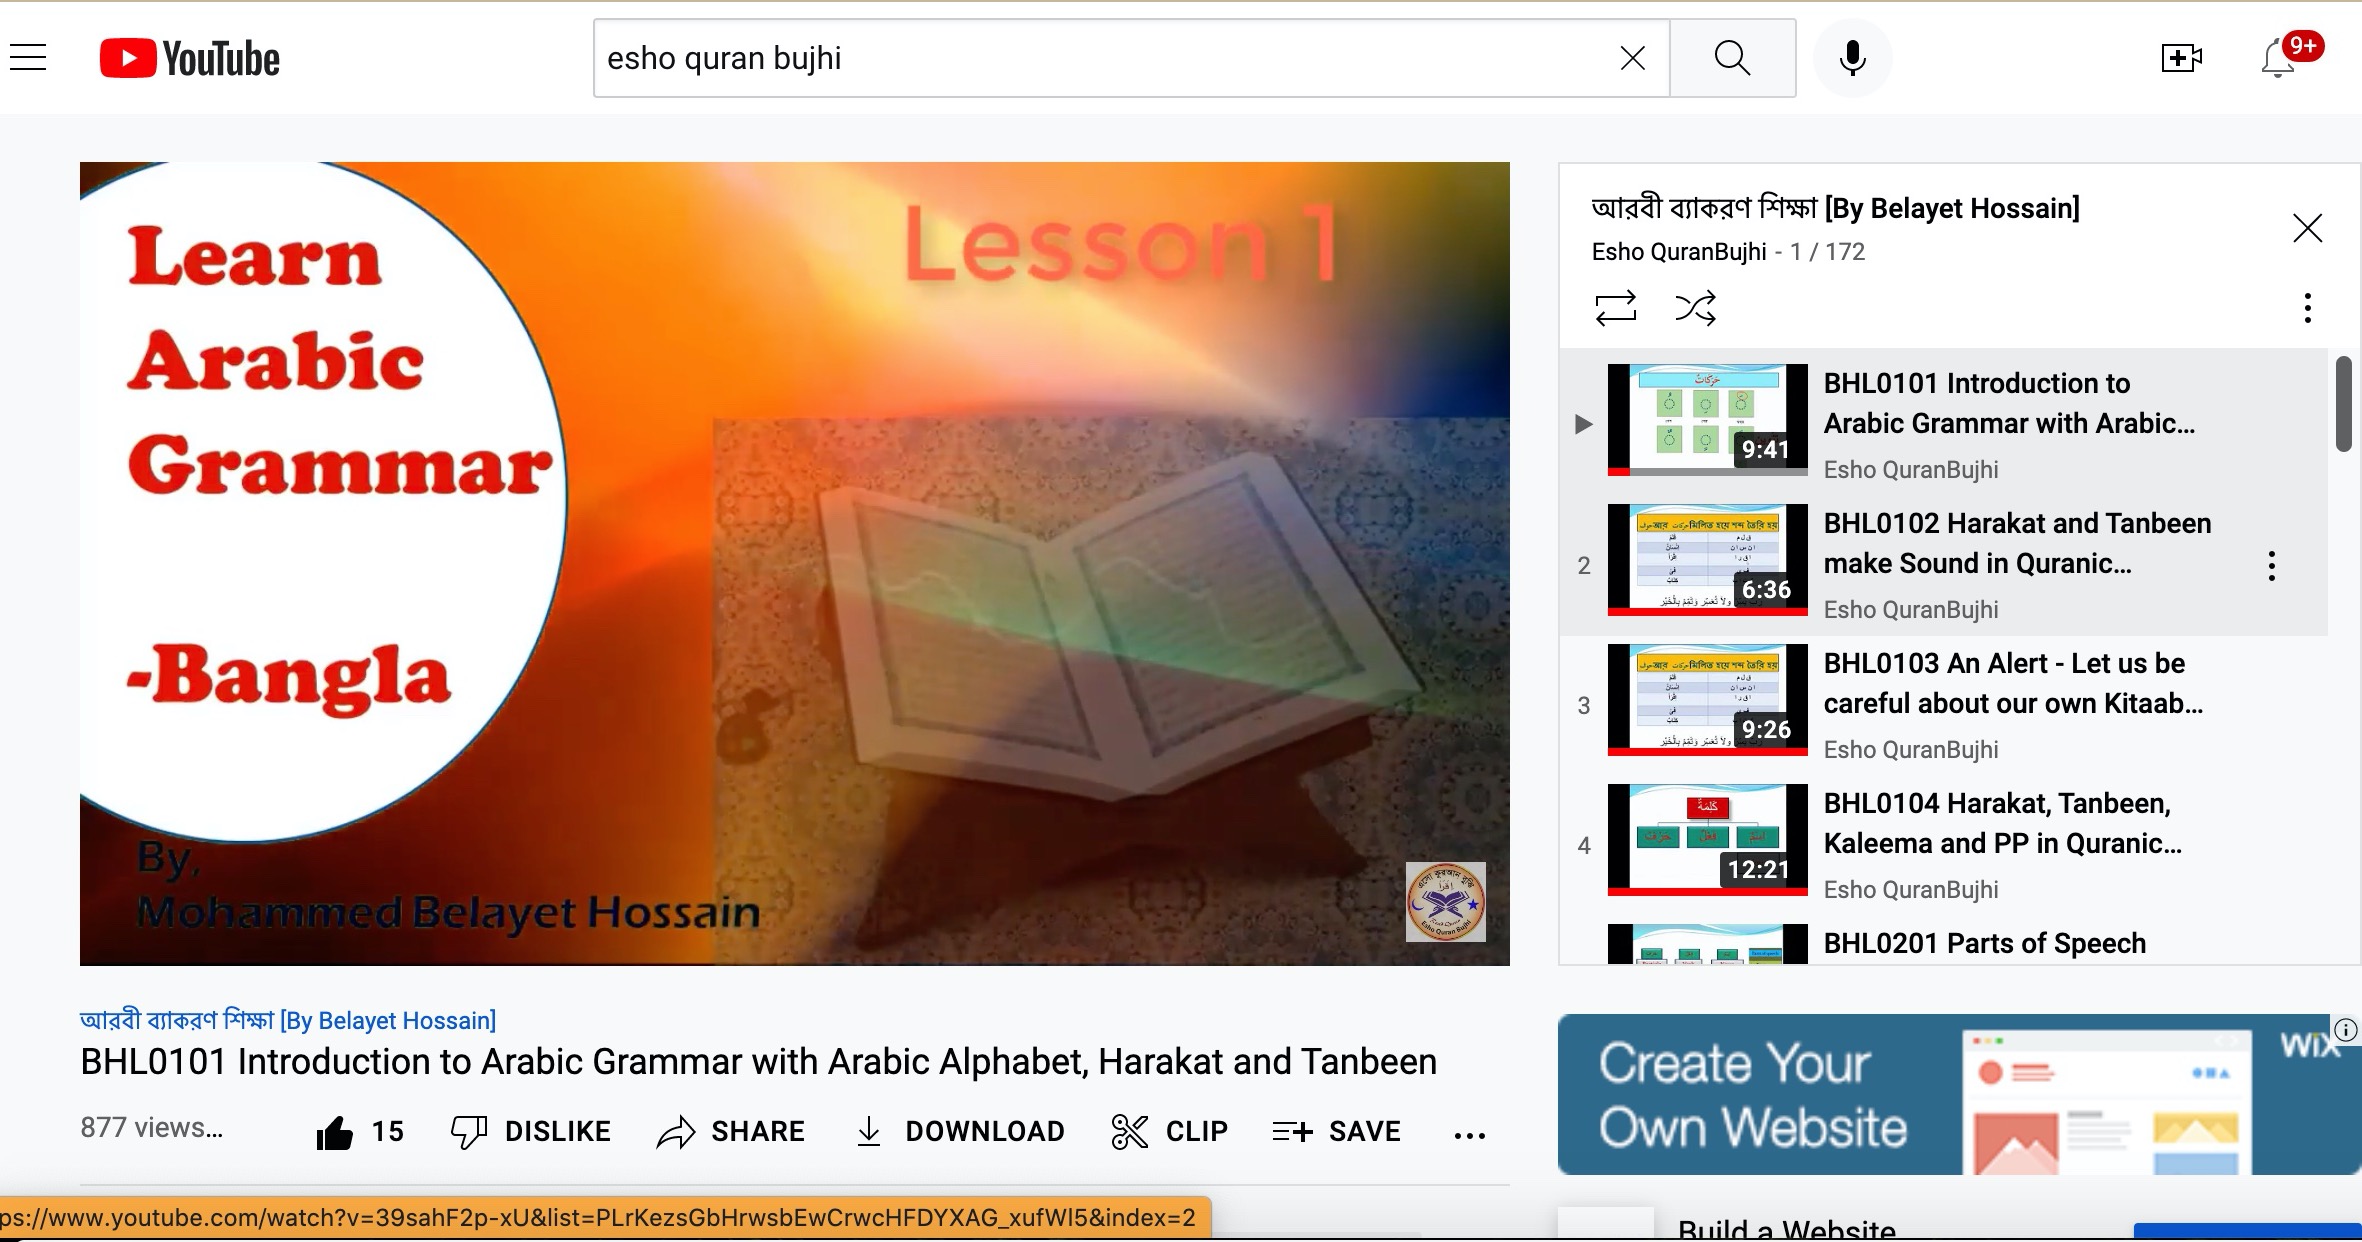 YouTube
esho quran bujhi
9+
Learn
Arabic
Grammar
-Bangla
Lesson 1
By,
Mohammed Belayet Hossain
এসো কুরআন বুঝি
Esho Quran Bujhi
আরবী ব্যাকরণ শিক্ষা [By Belayet Hossain]
Esho QuranBujhi - 1 / 172
حَرَكَاتٌ
9:41
BHL0101 Introduction to
Arabic Grammar with Arabic...
Esho QuranBujhi
2
6:36
BHL0102 Harakat and Tanbeen
make Sound in Quranic...
Esho QuranBujhi
3
9:26
BHL0103 An Alert - Let us be
careful about our own Kitaab...
Esho QuranBujhi
4
كَلِمَةٌ
حَرْفٌ فِعْلٌ اِسْمٌ
12:21
BHL0104 Harakat, Tanbeen,
Kaleema and PP in Quranic...
Esho QuranBujhi
BHL0201 Parts of Speech
আরবী ব্যাকরণ শিক্ষা [By Belayet Hossain]
BHL0101 Introduction to Arabic Grammar with Arabic Alphabet, Harakat and Tanbeen
877 views...
15 DISLIKE SHARE DOWNLOAD CLIP SAVE
Create Your
Own Website
WiX
Build a Website
ps://www.youtube.com/watch?v=39sahF2p-xU&list=PLrKezsGbHrwsbEwCrwcHFDYXAG_xufWl5&index=2